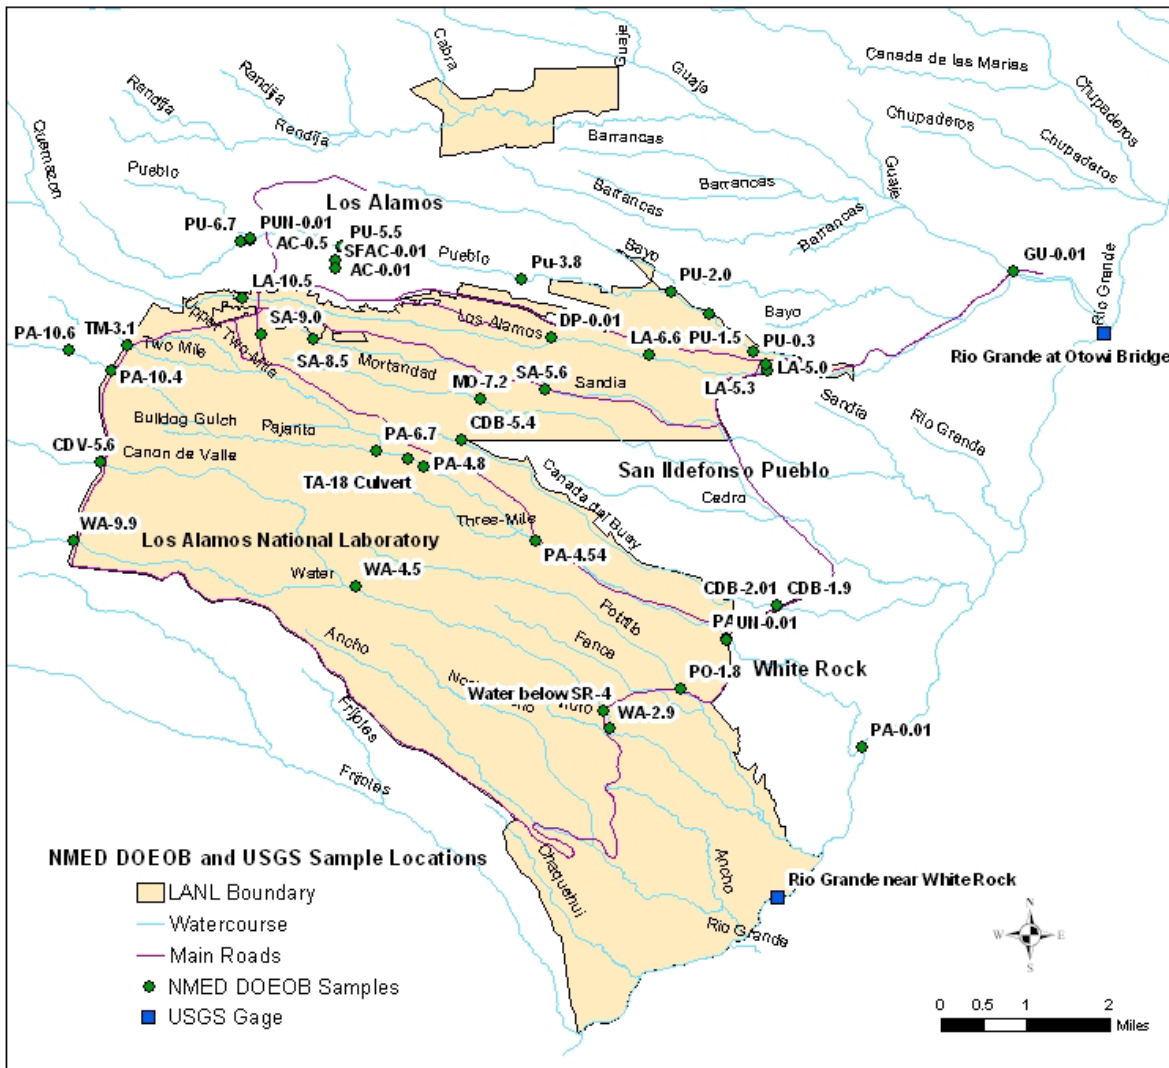 Cabra
Guaje
Guaje
Canada de las Marias
Chupaderos
Rendija
Rendija
Rendija
Chupaderos
Chupaderos
Quemazon
Barrancas
Pueblo
Barrancas
Guaje
Los Alamos
Barrancas
Barrancas
PU-6.7
PUN-0.01
PU-5.5
AC-0.5
SFAC-0.01
AC-0.01
Pueblo
Bayo
Pu-3.8
PU-2.0
GU-0.01
Rio Grande
LA-10.5
Upper Two Mile
SA-9.0
Los Alamos
DP-0.01
Bayo
PA-10.6
TM-3.1
Two Mile
LA-6.6
PU-1.5
PU-0.3
Rio Grande at Otowi Bridge
SA-8.5
Mortandad
SA-5.6
Sandia
LA-5.0
PA-10.4
MO-7.2
LA-5.3
Sandia
Bulldog Gulch
Pajarito
CDB-5.4
Rio Grande
CDV-5.6
Canon de Valle
PA-6.7
PA-4.8
San Ildefonso Pueblo
TA-18 Culvert
Canada del Buey
Cedro
WA-9.9
Los Alamos National Laboratory
Three-Mile
PA-4.54
Water
WA-4.5
CDB-2.01
CDB-1.9
Potrillo
UN-0.01
Ancho
Fence
White Rock
PO-1.8
Water below SR-4
WA-2.9
Frijoles
PA-0.01
Frijoles
NMED DOEOB and USGS Sample Locations
Chaquehui
Ancho
Rio Grande near White Rock
LANL Boundary
Watercourse
Rio Grande
Main Roads
NMED DOEOB Samples
USGS Gage
N
W
E
S
0 0.5 1 2
Miles